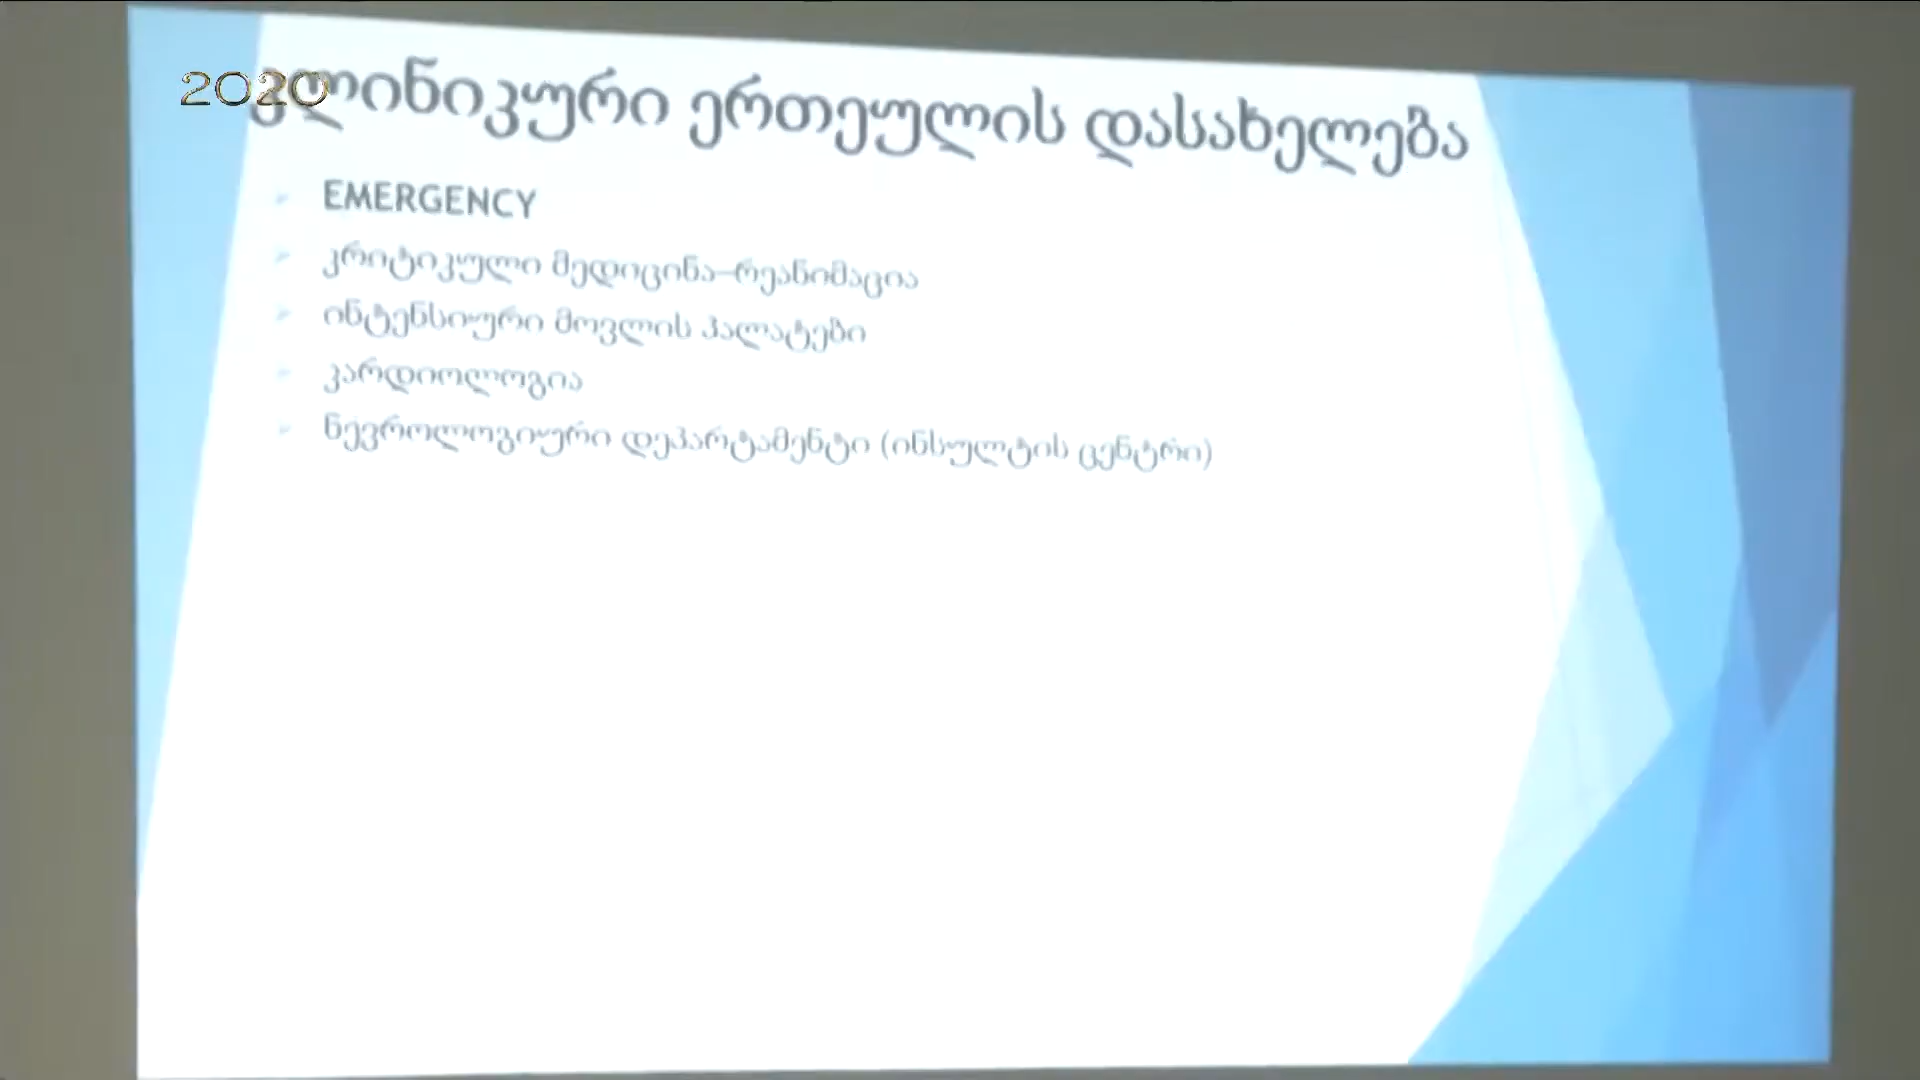 2020
კლინიკური ერთეულის დასახელება
EMERGENCY
კრიტიკული მედიცინა–რეანიმაცია
ინტენსიური მოვლის პალატები
კარდიოლოგია
ნევროლოგიური დეპარტამენტი (ინსულტის ცენტრი)